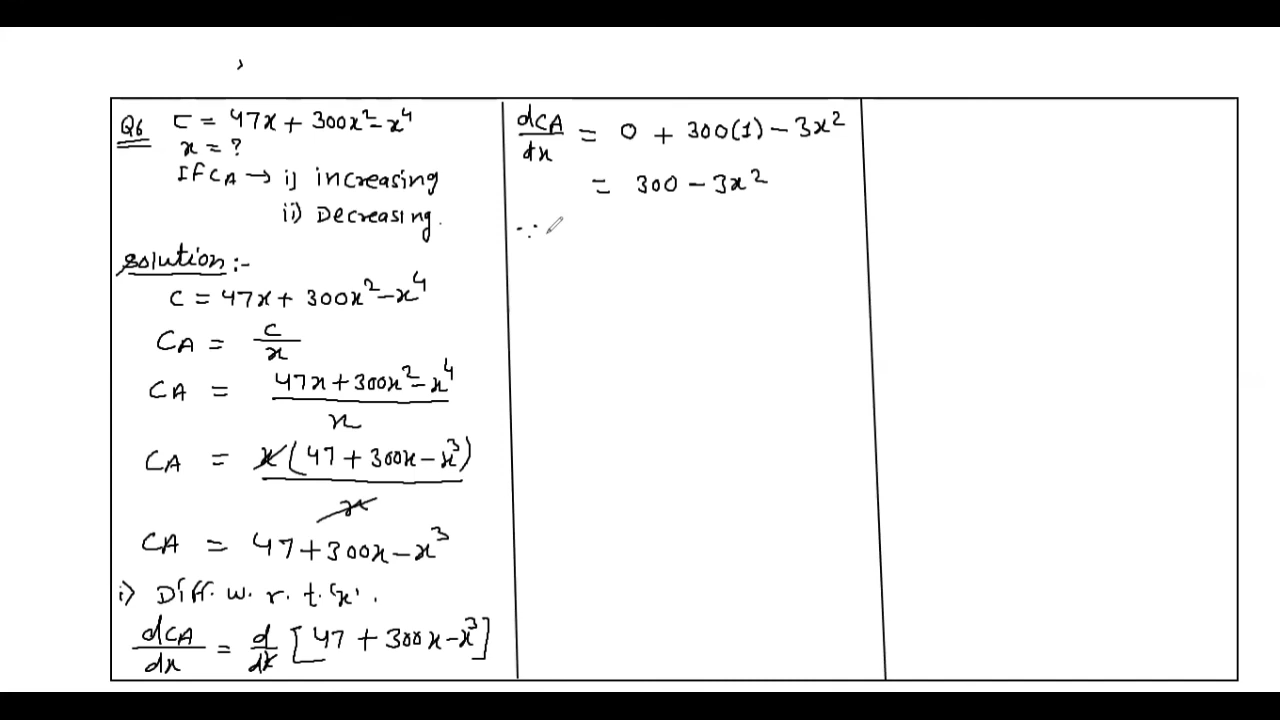 Q6 C = 47x + 300x² - x⁴
x = ?
If CA → i) increasing
ii) Decreasing.
Solution :-
C = 47x + 300x² - x⁴
CA = C/x
CA = 47x + 300x² - x⁴ / x
CA = x(47 + 300x - x³) / x
CA = 47 + 300x - x³
i) Diff. w. r. t. 'x'.
dCA/dx = d/dx [47 + 300x - x³]
dCA/dx = 0 + 300(1) - 3x²
= 300 - 3x²
∵